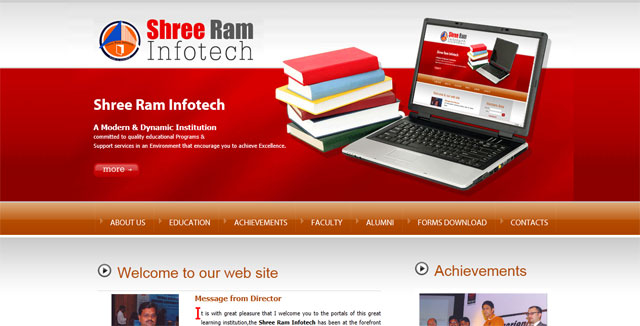 Shree Ram
Infotech
Shree Ram Infotech
A Modern & Dynamic Institution
committed to quality educational Programs &
Support services in an Environment that encourage you to achieve Excellence.
more
ABOUT US
EDUCATION
ACHIEVEMENTS
FACULTY
ALUMNI
FORMS DOWNLOAD
CONTACTS
Welcome to our web site
Message from Director
It is with great pleasure that I welcome you to the portals of this great
learning institution,the Shree Ram Infotech has been at the forefront
Achievements